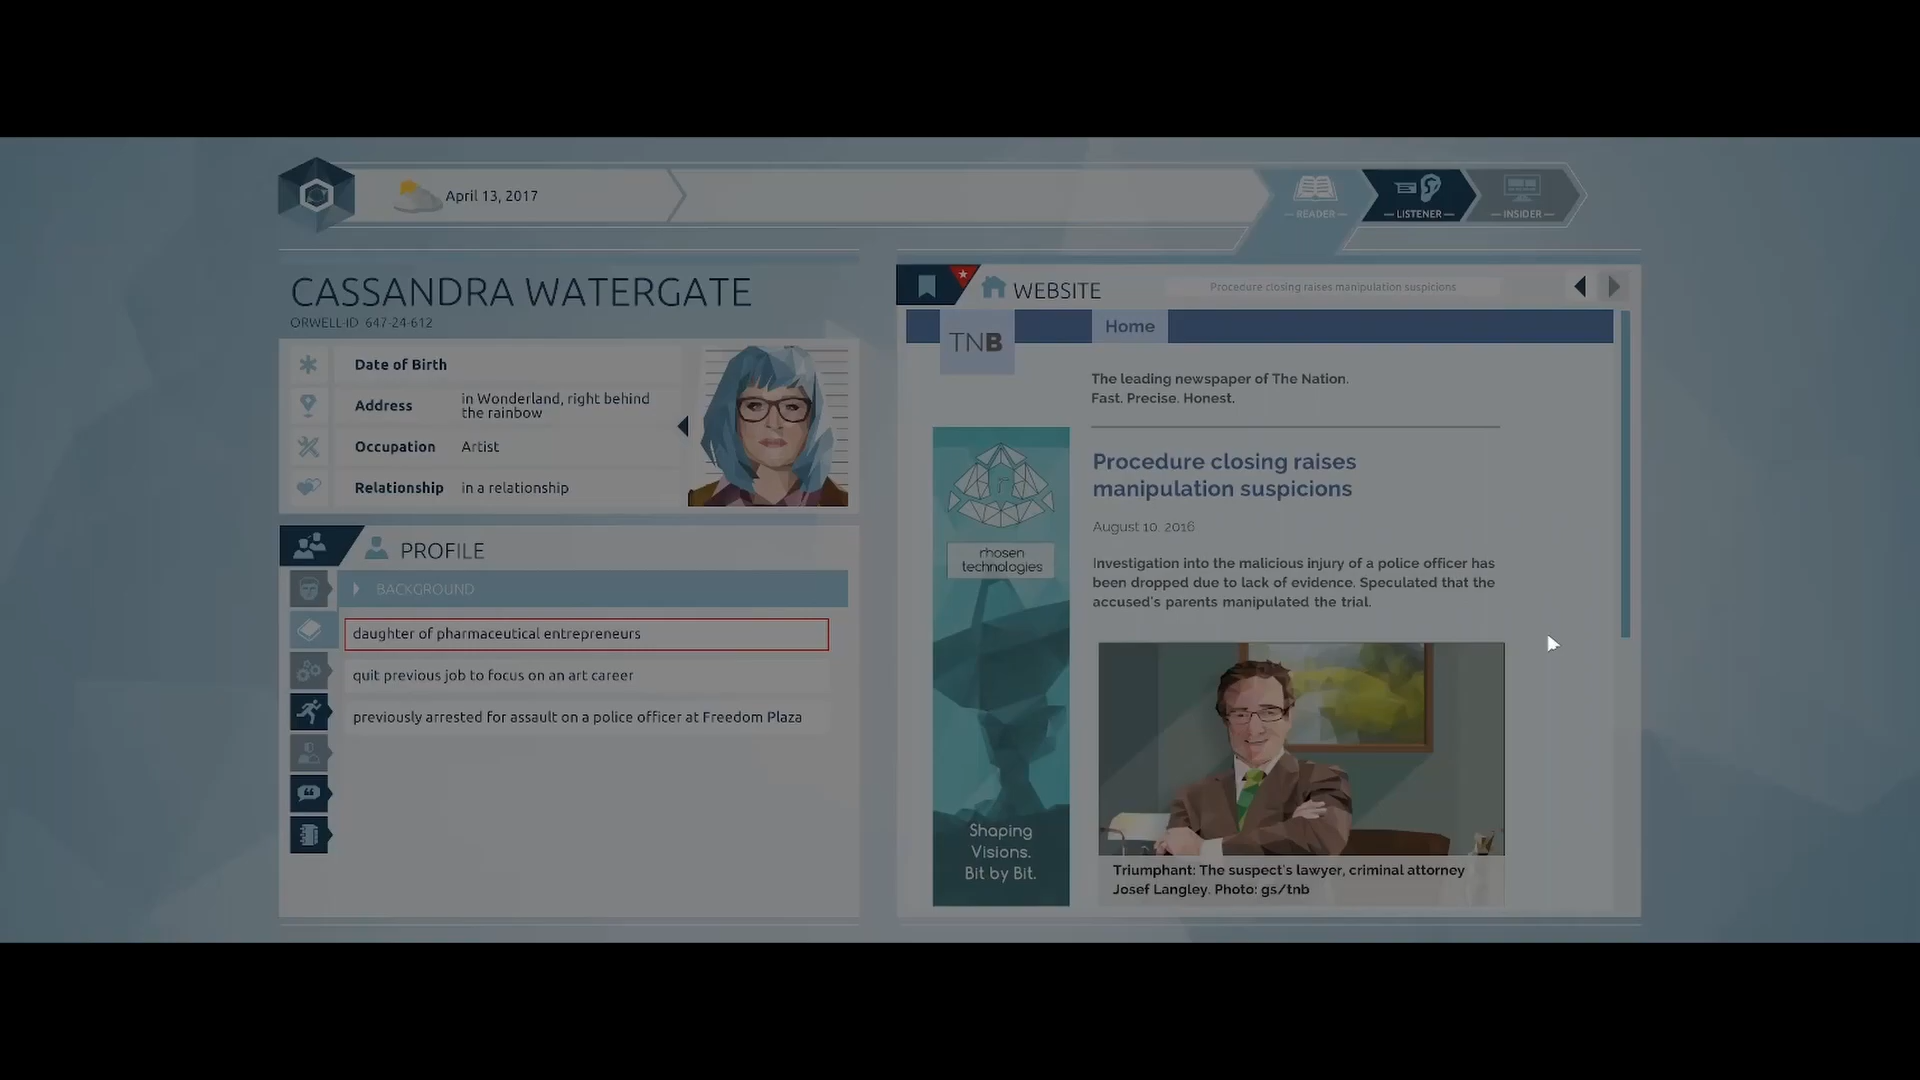 April 13, 2017
— READER —
— LISTENER —
— INSIDER —
CASSANDRA WATERGATE
ORWELL-ID 647-24-612
Date of Birth
Address in Wonderland, right behind
the rainbow
Occupation Artist
Relationship in a relationship
PROFILE
BACKGROUND
daughter of pharmaceutical entrepreneurs
quit previous job to focus on an art career
previously arrested for assault on a police officer at Freedom Plaza
WEBSITE
Procedure closing raises manipulation suspicions
TNB
Home
The leading newspaper of The Nation.
Fast. Precise. Honest.
rhosen
technologies
Shaping
Visions.
Bit by Bit.
Procedure closing raises
manipulation suspicions
August 10, 2016
Investigation into the malicious injury of a police officer has
been dropped due to lack of evidence. Speculated that the
accused's parents manipulated the trial.
Triumphant: The suspect's lawyer, criminal attorney
Josef Langley. Photo: gs/tnb